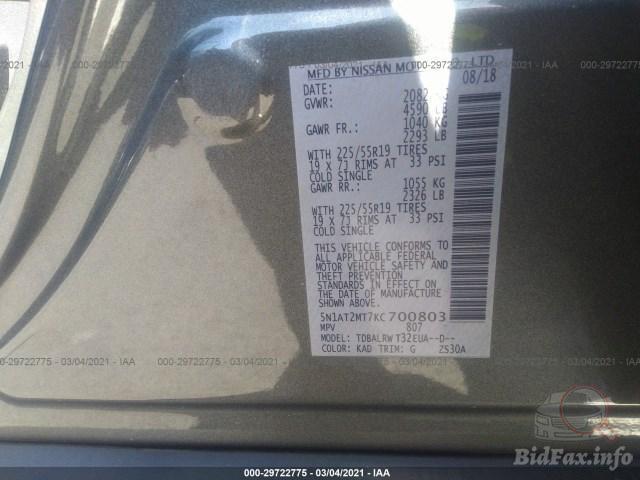 MFD BY NISSAN MO LTD
DATE: 08/18
GVWR: 2082
4590 LB
GAWR FR.: 1040 KG
2293 LB
WITH 225/55R19 TIRES
19 X 7J RIMS AT 33 PSI
COLD SINGLE
GAWR RR.: 1055 KG
2326 LB
WITH 225/55R19 TIRES
19 X 7J RIMS AT 33 PSI
COLD SINGLE
THIS VEHICLE CONFORMS TO
ALL APPLICABLE FEDERAL
MOTOR VEHICLE SAFETY AND
THEFT PREVENTION
STANDARDS IN EFFECT ON THE
DATE OF MANUFACTURE
SHOWN ABOVE.
5N1AT2MT7KC700803
MPV 807
MODEL: TDBALRW T32EUA--D--
COLOR: KAD TRIM: G ZS30A
000-29722775 - 03/04/2021 - IAA
BidFax.info